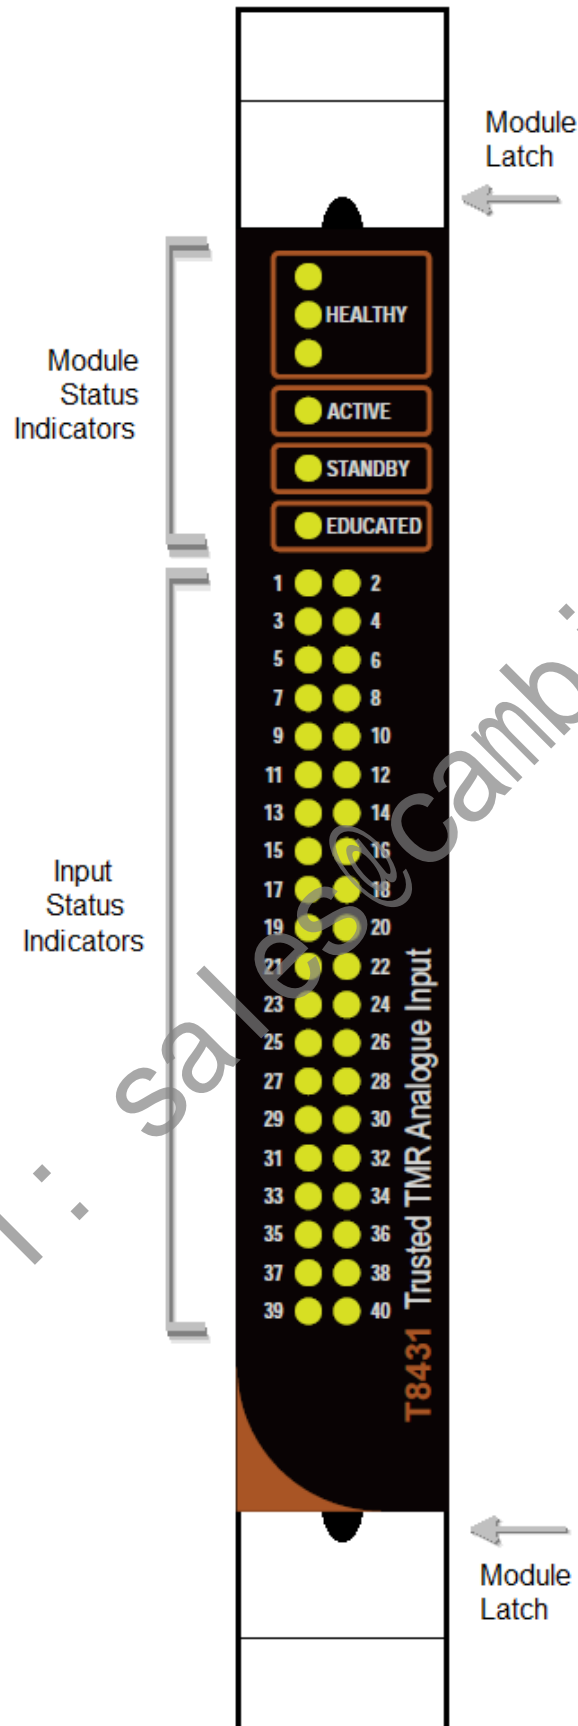 Module
Latch
HEALTHY
Module
Status
Indicators
ACTIVE
STANDBY
EDUCATED
1 2
3 4
5 6
7 8
9 10
11 12
13 14
15 16
17 18
19 20
21 22
23 24
25 26
27 28
29 30
31 32
33 34
35 36
37 38
39 40
Input
Status
Indicators
T8431 Trusted TMR Analogue Input
Module
Latch
: sales@camb